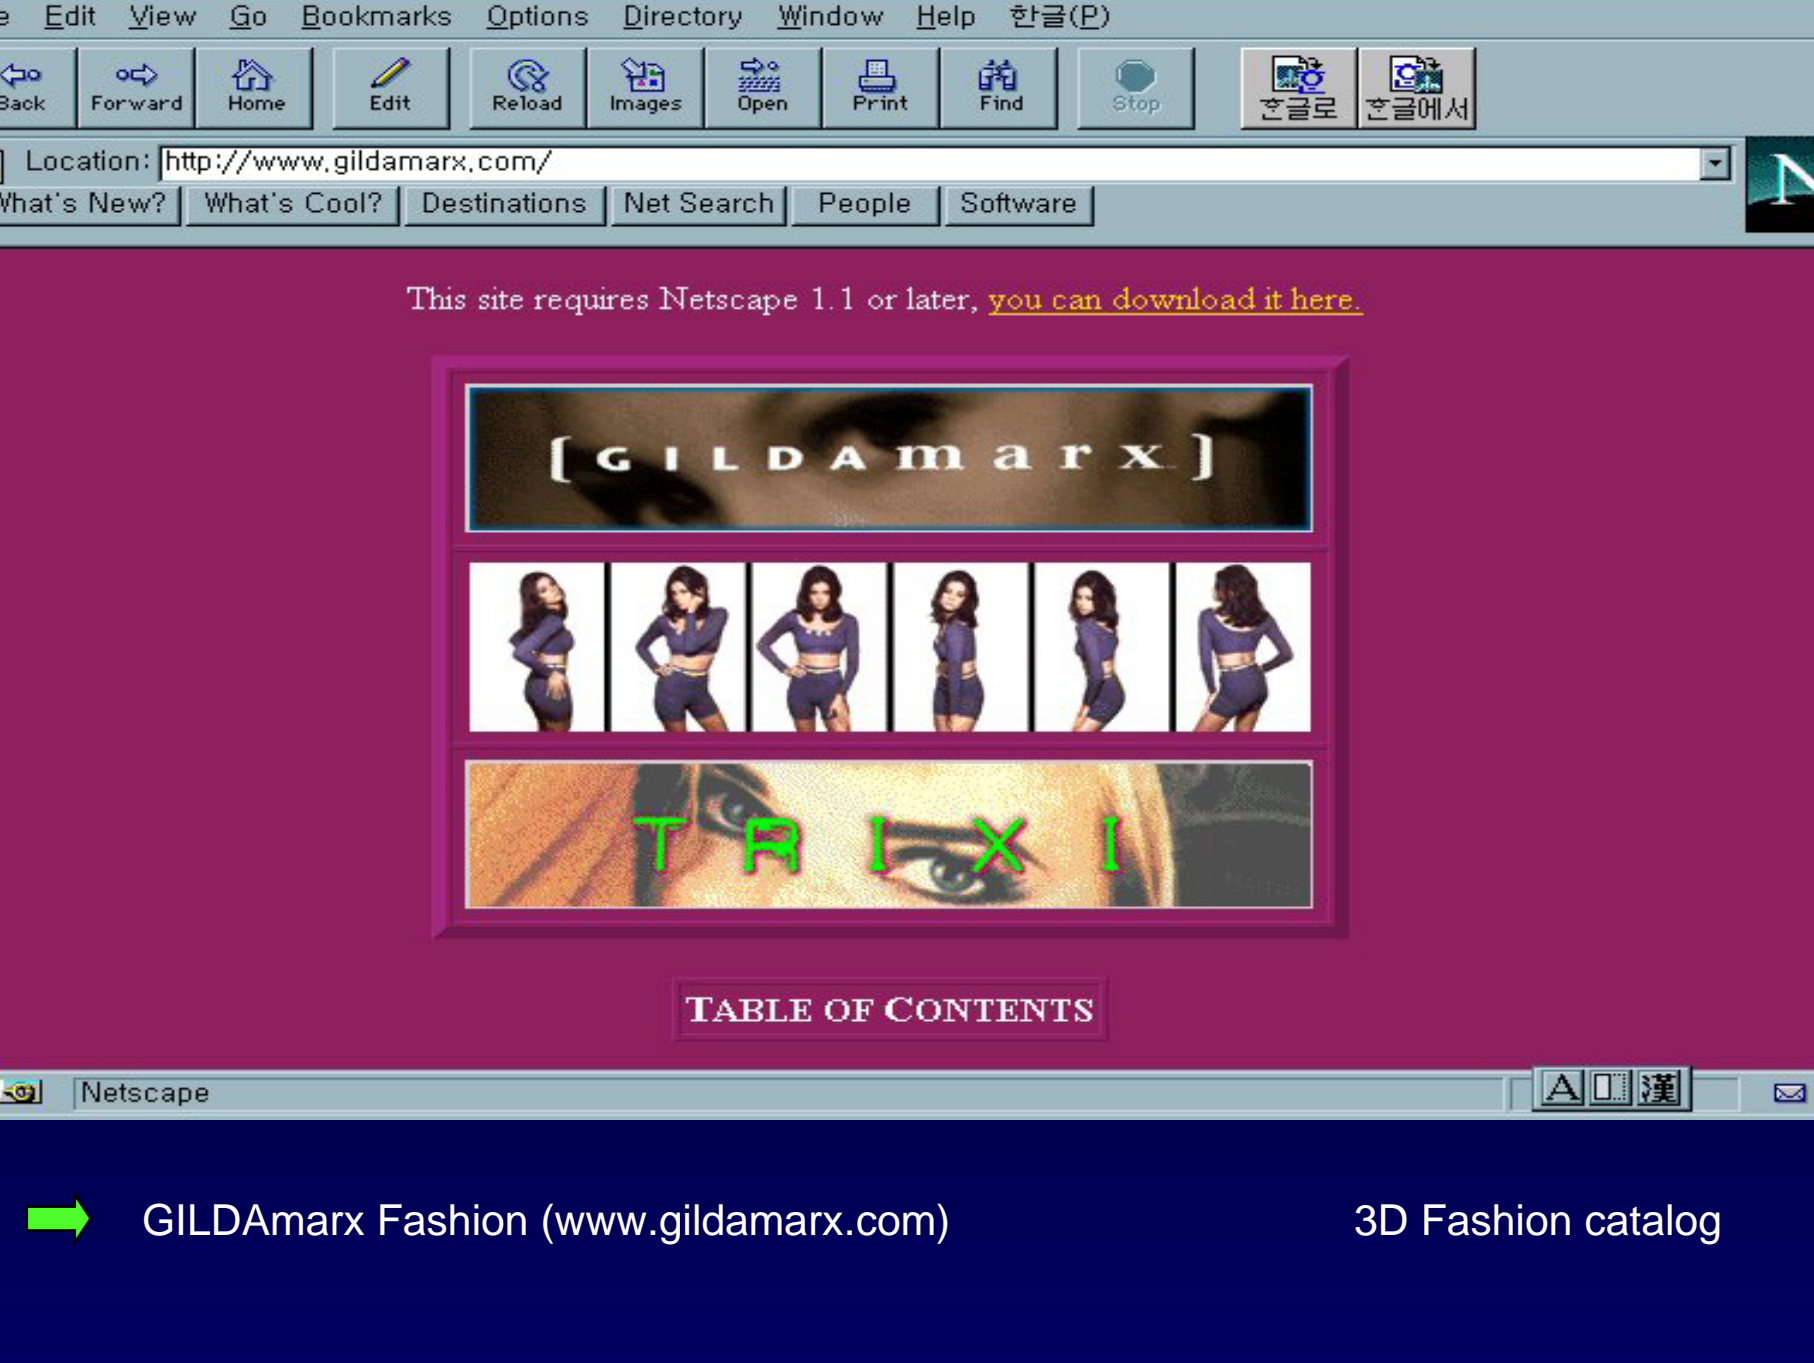 Edit View Go Bookmarks Options Directory Window Help 한글(P)
Back Forward Home Edit Reload Images Open Print Find Stop 한글로 한글에서
Location: http://www.gildamarx.com/
What's New? What's Cool? Destinations Net Search People Software
N
This site requires Netscape 1.1 or later, you can download it here.
[GILDAmarx]
TRIXI
TABLE OF CONTENTS
Netscape
A 漢
GILDAmarx Fashion (www.gildamarx.com) 3D Fashion catalog